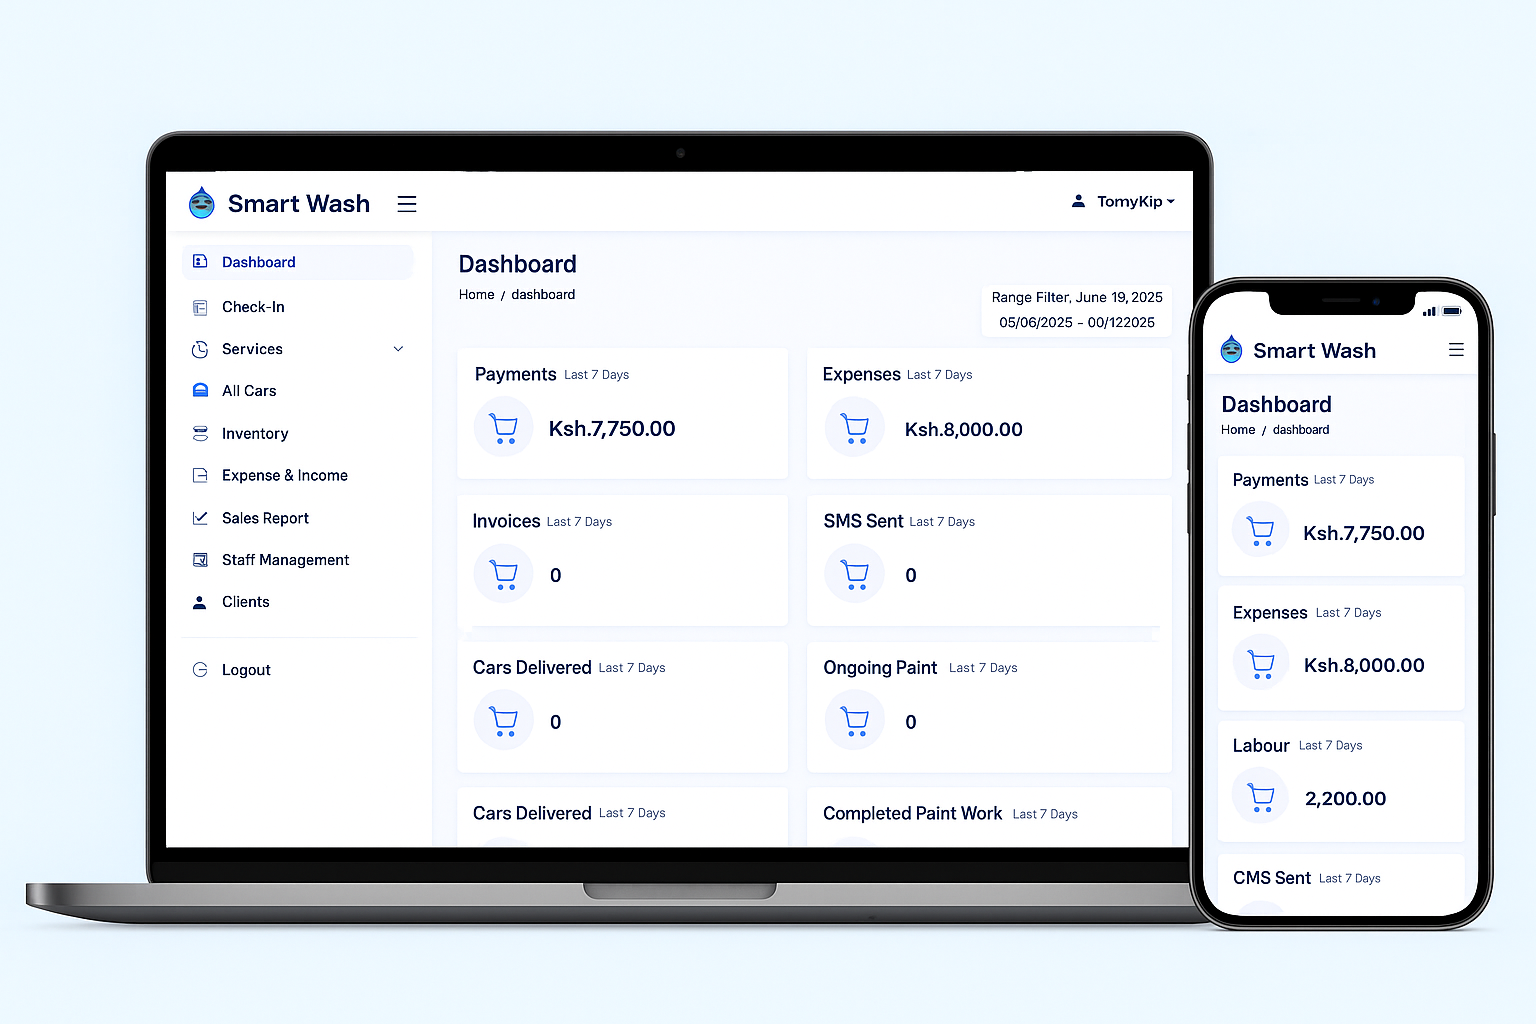 Smart Wash
TomyKip
Dashboard
Check-In
Services
All Cars
Inventory
Expense & Income
Sales Report
Staff Management
Clients
Logout
Dashboard
Home / dashboard
Range Filter, June 19, 2025
05/06/2025 - 00/122025
Payments Last 7 Days
Ksh.7,750.00
Expenses Last 7 Days
Ksh.8,000.00
Invoices Last 7 Days
0
SMS Sent Last 7 Days
0
Cars Delivered Last 7 Days
0
Ongoing Paint Last 7 Days
0
Cars Delivered Last 7 Days
Completed Paint Work Last 7 Days
Smart Wash
Dashboard
Home / dashboard
Payments Last 7 Days
Ksh.7,750.00
Expenses Last 7 Days
Ksh.8,000.00
Labour Last 7 Days
2,200.00
CMS Sent Last 7 Days